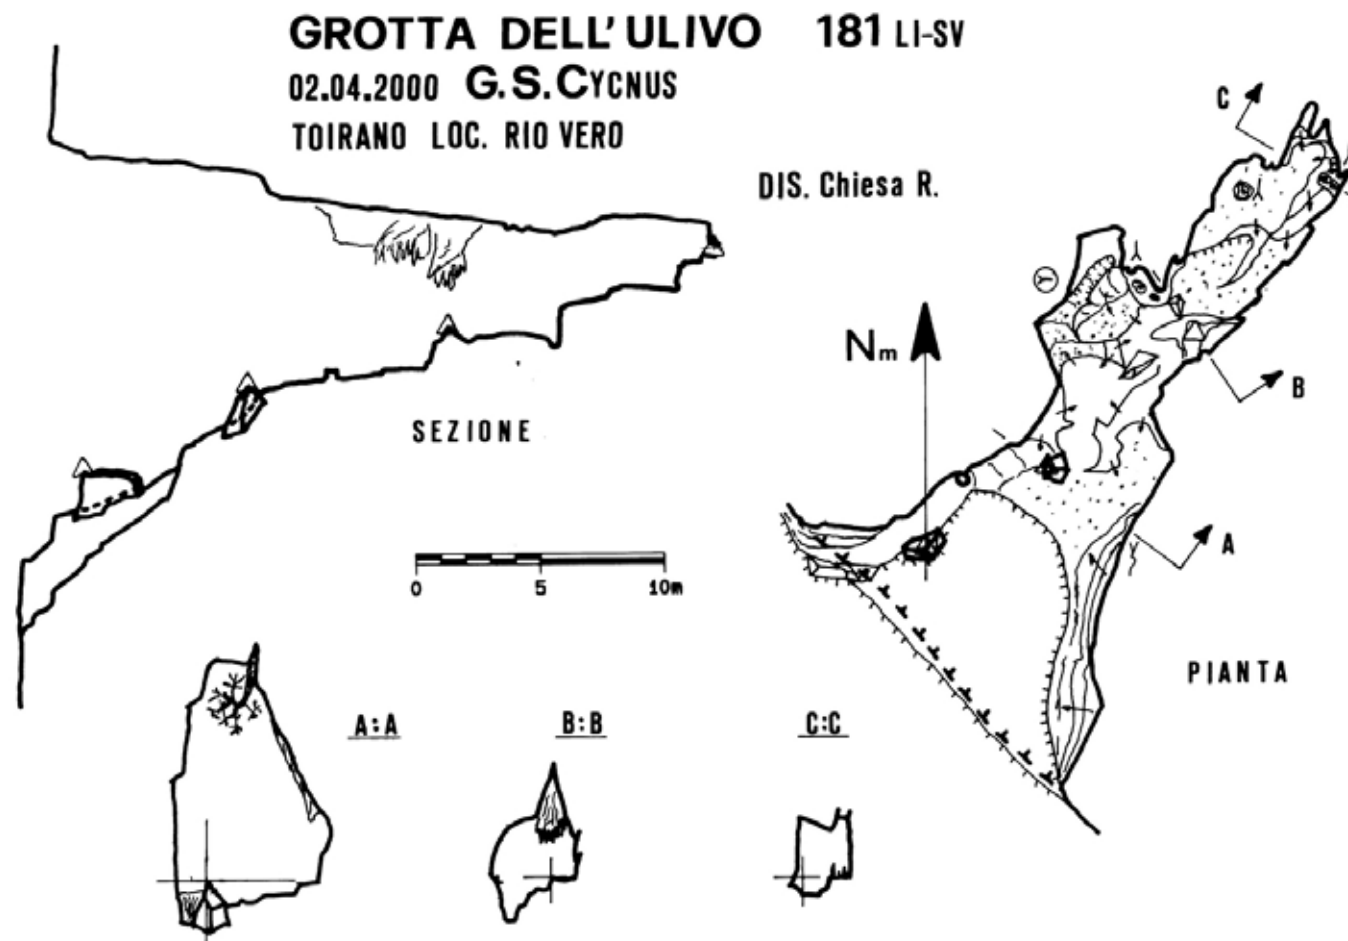 GROTTA DELL'ULIVO 181 LI-SV
02.04.2000 G.S.CYCNUS
TOIRANO LOC. RIO VERO
DIS. Chiesa R.
C
Nm
B
SEZIONE
A
0 5 10m
PIANTA
A:A B:B C:C